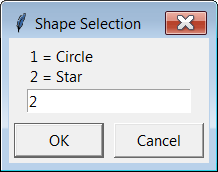 Shape Selection
1 = Circle
2 = Star
2
OK Cancel